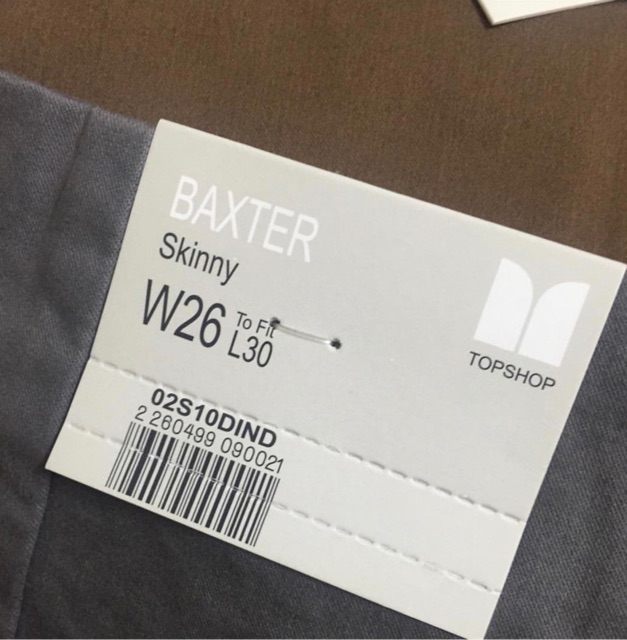 BAXTER
Skinny
W26 To Fit L30
TOPSHOP
02S10DIND
2 260499 090021